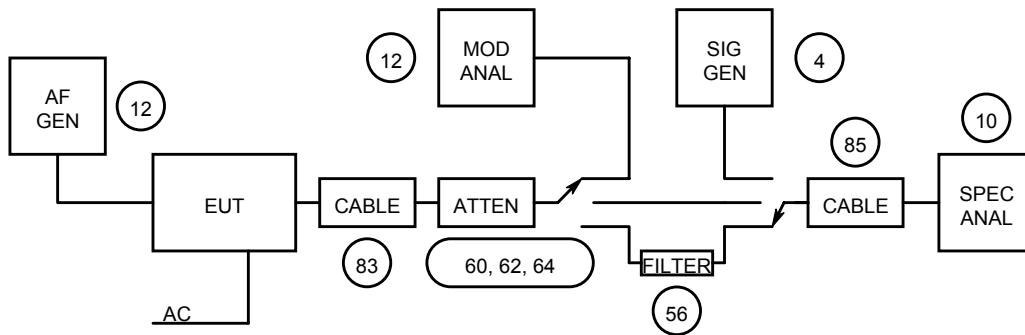 12
MOD
ANAL
SIG
GEN
4
AF
GEN
12
10
85
EUT
CABLE
ATTEN
CABLE
SPEC
ANAL
83
60, 62, 64
FILTER
56
AC